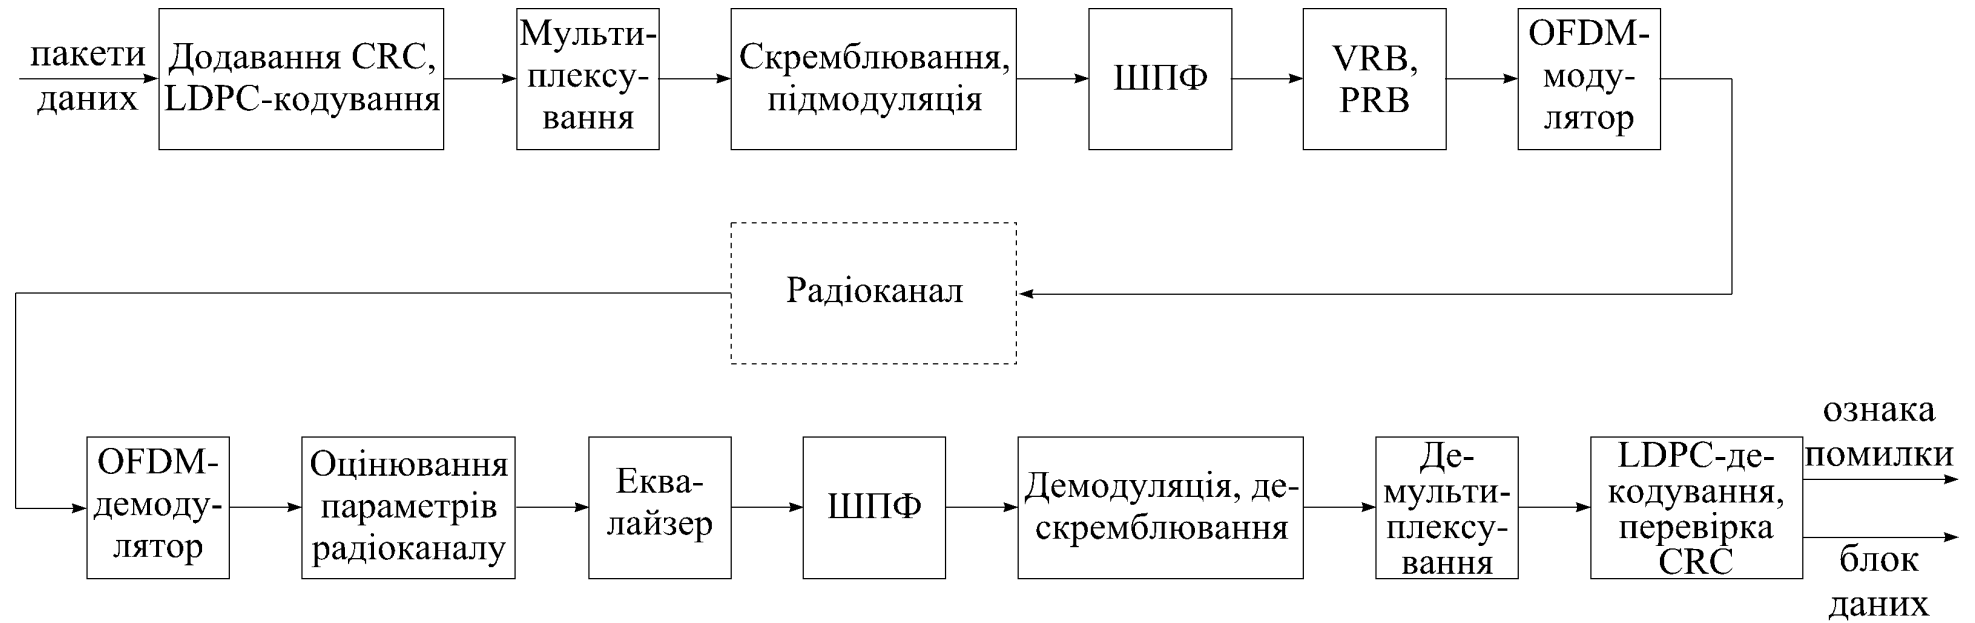 пакети
даних
Додавання CRC,
LDPC-кодування
Мульти-
плексу-
вання
Скремблювання,
підмодуляція
ШПФ
VRB,
PRB
OFDM-
моду-
лятор
Радіоканал
OFDM-
демоду-
лятор
Оцінювання
параметрів
радіоканалу
Еква-
лайзер
ШПФ
Демодуляція, де-
скремблювання
Де-
мульти-
плексу-
вання
LDPC-де-
кодування,
перевірка
CRC
ознака
помилки
блок
даних